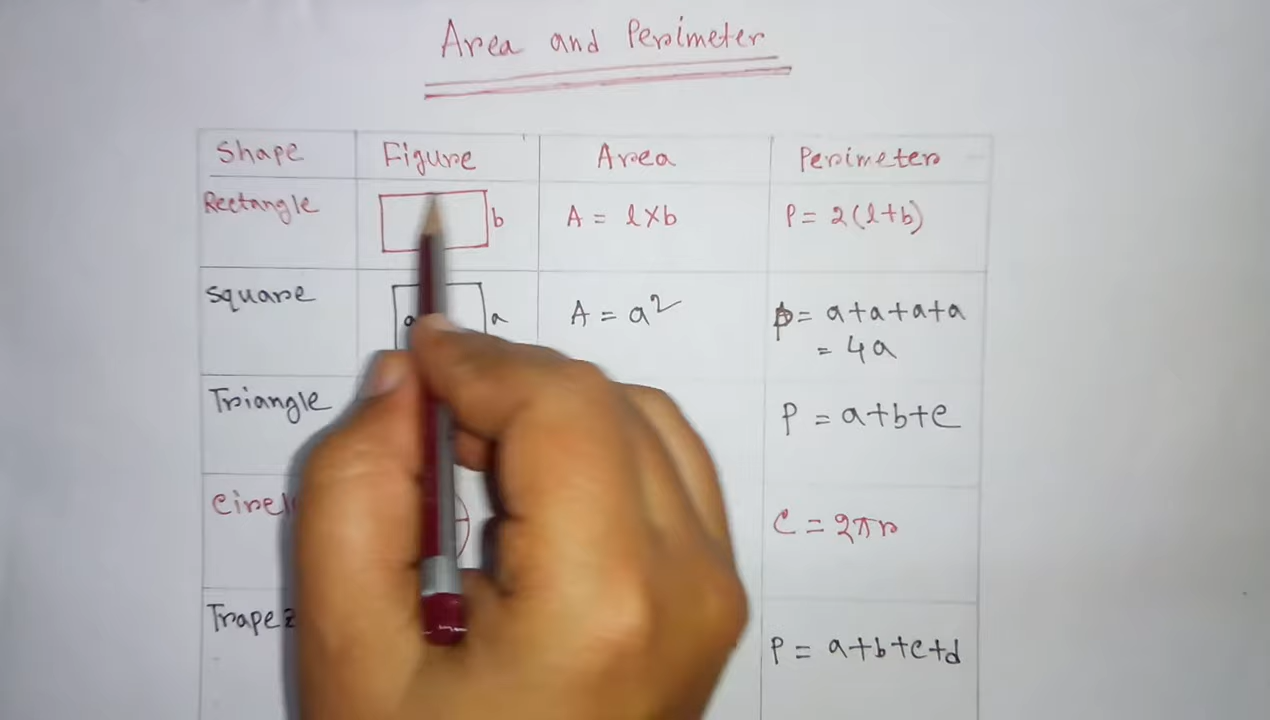 Area and Perimeter
Shape Figure Area Perimeter
Rectangle b A = l×b P = 2(l+b)
Square a a A = a² P = a+a+a+a
= 4a
Triangle P = a+b+c
C = 2πr
P = a+b+c+d